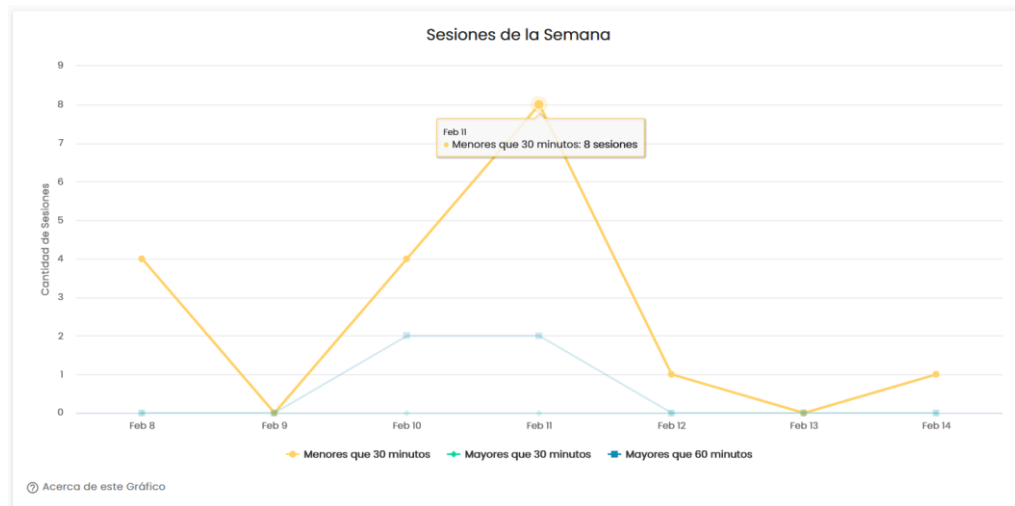 Sesiones de la Semana
9
8
Feb 11
Menores que 30 minutos: 8 sesiones
7
6
5
4
3
2
1
0
Cantidad de Sesiones
Feb 8 Feb 9 Feb 10 Feb 11 Feb 12 Feb 13 Feb 14
Menores que 30 minutos Mayores que 30 minutos Mayores que 60 minutos
Acerca de este Gráfico